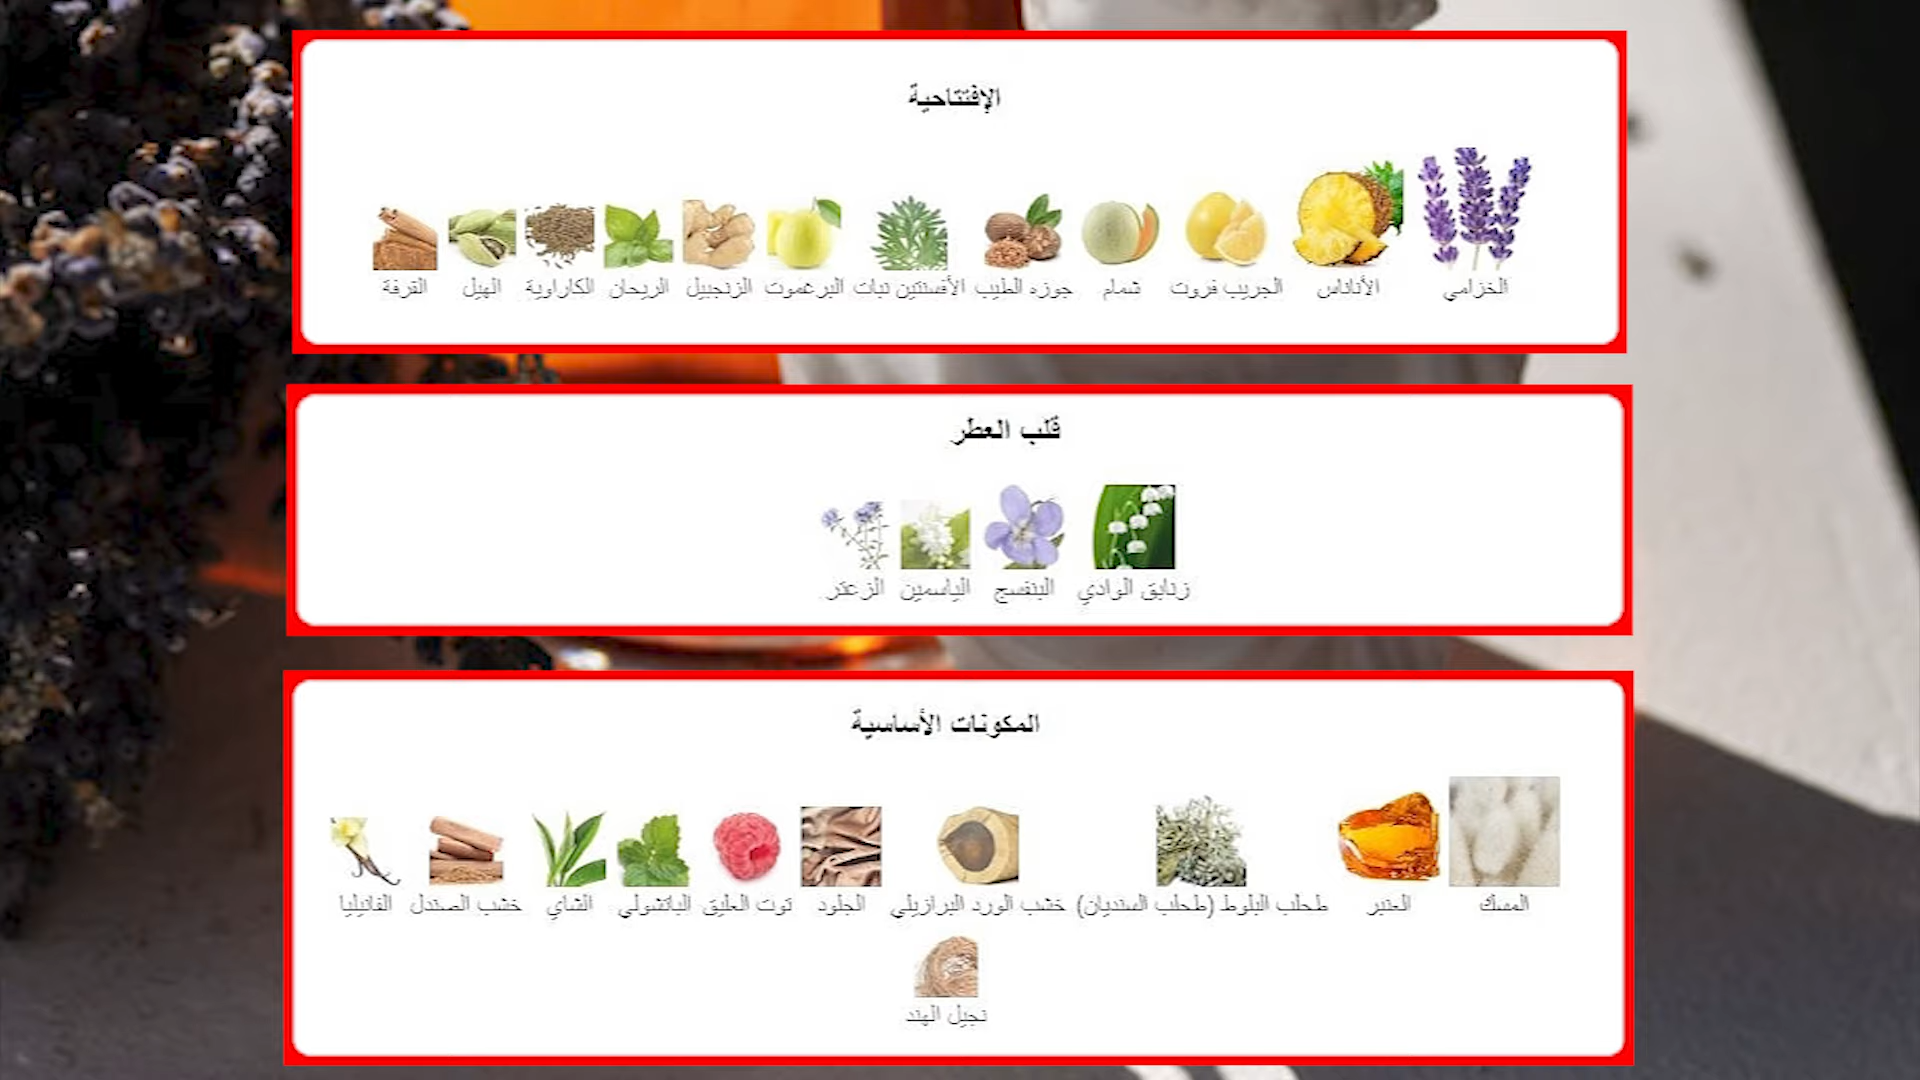 الإفتتاحية
الخزامي الأناناس الجريب فروت شمام جوزه الطيب الأفسنتين نبات البرغموت الزنجبيل الريحان الكاراوية الهيل القرفة
قلب العطر
زنابق الوادي البنفسج الياسمين الزعتر
المكونات الأساسية
المسك العنبر طحلب البلوط (طحلب السنديان) خشب الورد البرازيلي الجلود توت العليق الباتشولي الشاي خشب الصندل الفانيليا
نجيل الهند